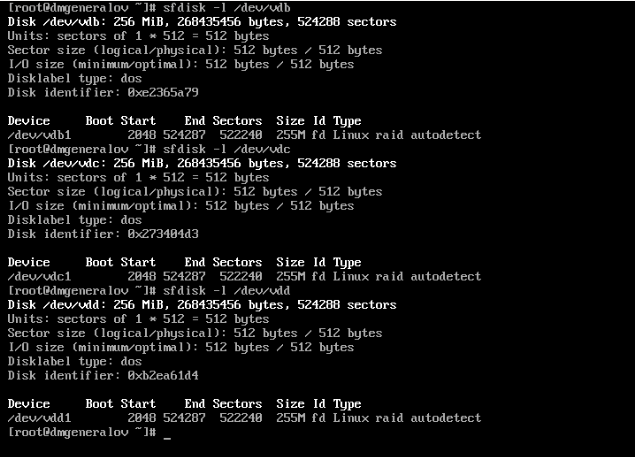 [root@dmgeneralov ~]# sfdisk -l /dev/vdb
Disk /dev/vdb: 256 MiB, 268435456 bytes, 524288 sectors
Units: sectors of 1 * 512 = 512 bytes
Sector size (logical/physical): 512 bytes / 512 bytes
I/O size (minimum/optimal): 512 bytes / 512 bytes
Disklabel type: dos
Disk identifier: 0xe2365a79
Device     Boot Start    End Sectors  Size Id Type
/dev/vdb1        2048 524287  522240  255M fd Linux raid autodetect
[root@dmgeneralov ~]# sfdisk -l /dev/vdc
Disk /dev/vdc: 256 MiB, 268435456 bytes, 524288 sectors
Units: sectors of 1 * 512 = 512 bytes
Sector size (logical/physical): 512 bytes / 512 bytes
I/O size (minimum/optimal): 512 bytes / 512 bytes
Disklabel type: dos
Disk identifier: 0x273404d3
Device     Boot Start    End Sectors  Size Id Type
/dev/vdc1        2048 524287  522240  255M fd Linux raid autodetect
[root@dmgeneralov ~]# sfdisk -l /dev/vdd
Disk /dev/vdd: 256 MiB, 268435456 bytes, 524288 sectors
Units: sectors of 1 * 512 = 512 bytes
Sector size (logical/physical): 512 bytes / 512 bytes
I/O size (minimum/optimal): 512 bytes / 512 bytes
Disklabel type: dos
Disk identifier: 0xb2ea61d4
Device     Boot Start    End Sectors  Size Id Type
/dev/vdd1        2048 524287  522240  255M fd Linux raid autodetect
[root@dmgeneralov ~]# _